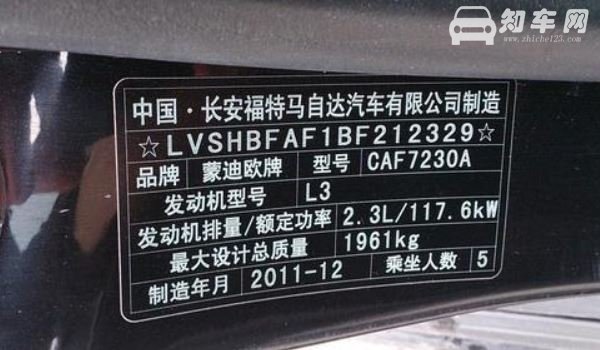 知车网
www.zhiche123.com
中国·长安福特马自达汽车有限公司制造
☆LVSHBFAF1BF212329☆
品牌 蒙迪欧牌 型号 CAF7230A
发动机型号 L3
发动机排量/额定功率 2.3L/117.6kW
最大设计总质量 1961kg
制造年月 2011-12 乘坐人数 5